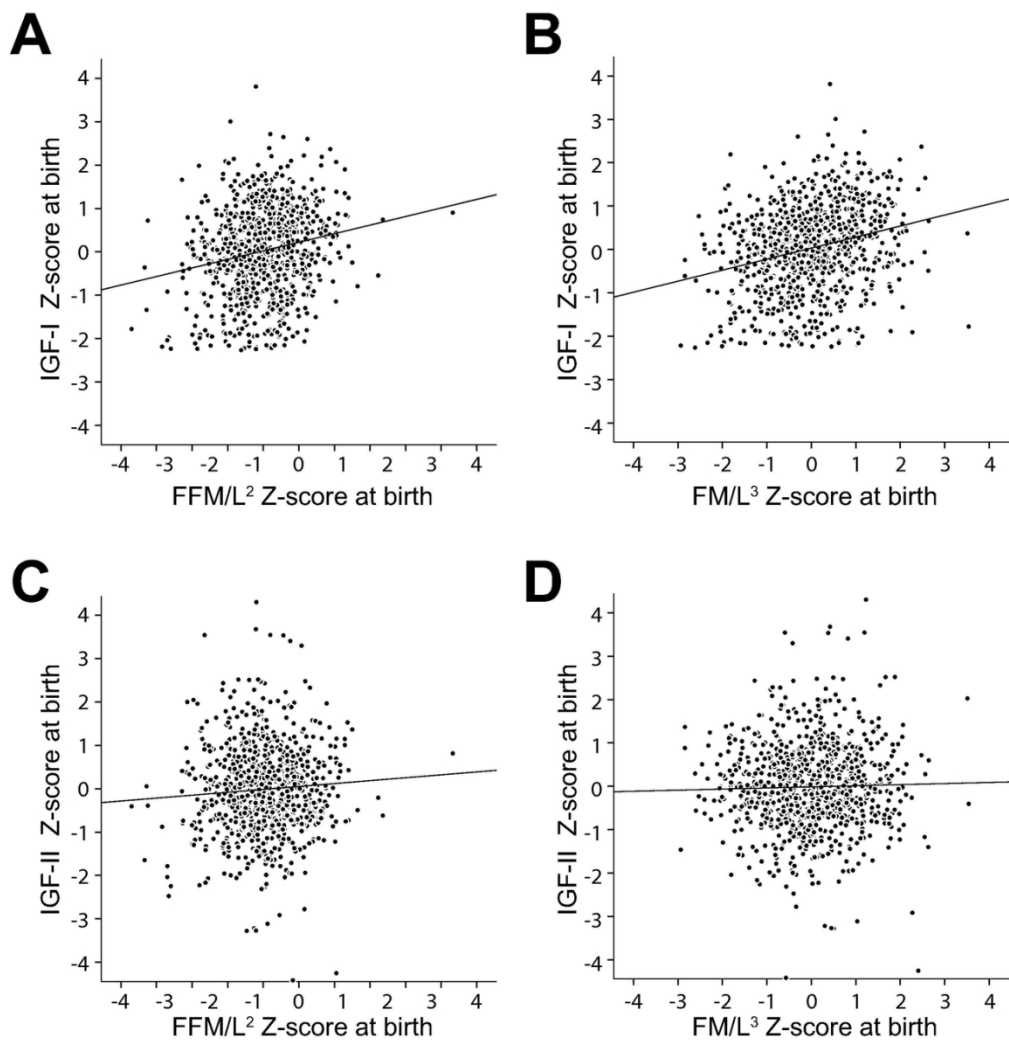 A
4
3
2
1
0
-1
-2
-3
-4
IGF-I Z-score at birth
-4 -3 -2 -1 0 1 2 3 4
FFM/L² Z-score at birth
B
4
3
2
1
0
-1
-2
-3
-4
IGF-I Z-score at birth
-4 -3 -2 -1 0 1 2 3 4
FM/L³ Z-score at birth
C
4
3
2
1
0
-1
-2
-3
-4
IGF-II Z-score at birth
-4 -3 -2 -1 0 1 2 3 4
FFM/L² Z-score at birth
D
4
3
2
1
0
-1
-2
-3
-4
IGF-II Z-score at birth
-4 -3 -2 -1 0 1 2 3 4
FM/L³ Z-score at birth